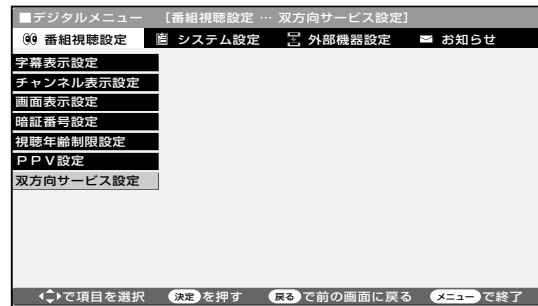 ■デジタルメニュー ［番組視聴設定 … 双方向サービス設定］
番組視聴設定 システム設定 外部機器設定 お知らせ
字幕表示設定
チャンネル表示設定
画面表示設定
暗証番号設定
視聴年齢制限設定
ＰＰＶ設定
双方向サービス設定
で項目を選択 決定を押す 戻るで前の画面に戻る メニューで終了